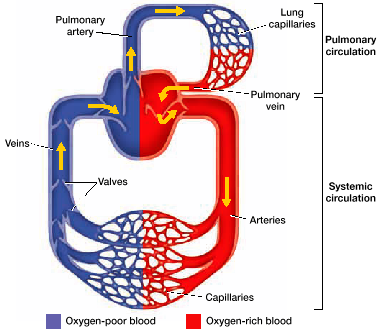 Pulmonary
artery
Lung
capillaries
Pulmonary
circulation
Pulmonary
vein
Veins
Valves
Systemic
circulation
Arteries
Capillaries
Oxygen-poor blood
Oxygen-rich blood